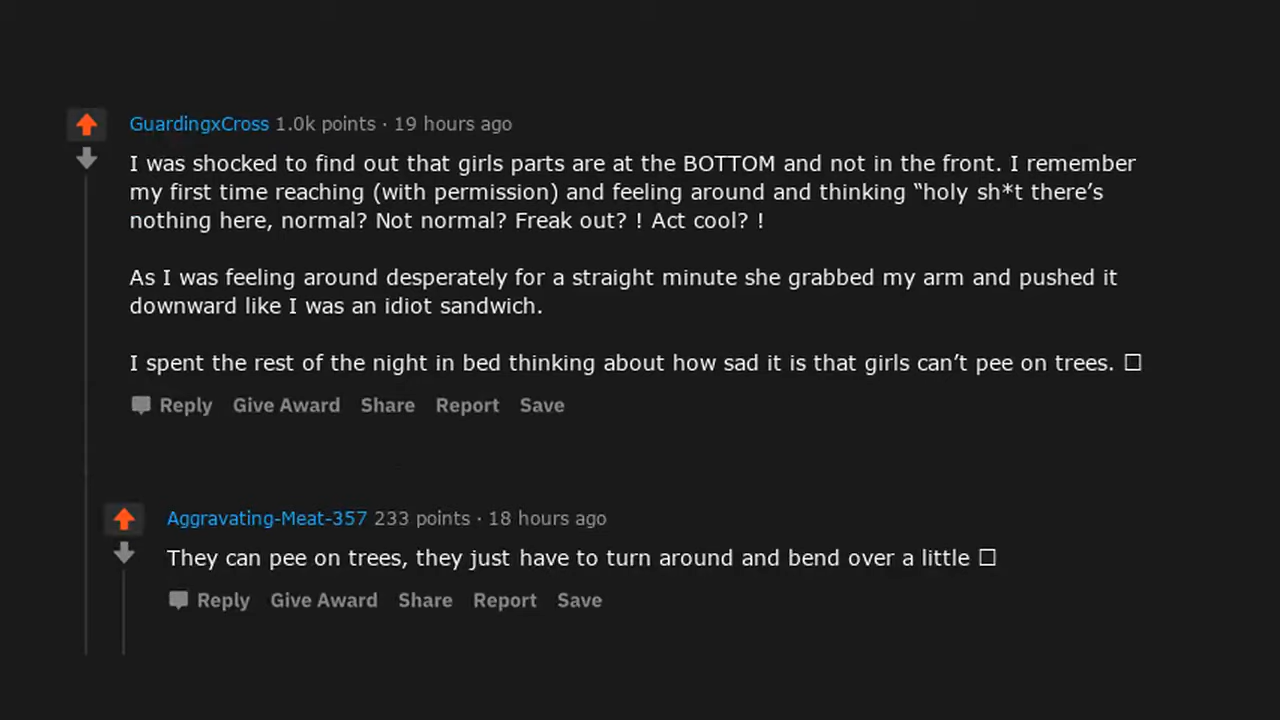 GuardingxCross 1.0k points · 19 hours ago
I was shocked to find out that girls parts are at the BOTTOM and not in the front. I remember
my first time reaching (with permission) and feeling around and thinking “holy sh*t there’s
nothing here, normal? Not normal? Freak out? ! Act cool? !
As I was feeling around desperately for a straight minute she grabbed my arm and pushed it
downward like I was an idiot sandwich.
I spent the rest of the night in bed thinking about how sad it is that girls can’t pee on trees. □
Reply Give Award Share Report Save
Aggravating-Meat-357 233 points · 18 hours ago
They can pee on trees, they just have to turn around and bend over a little □
Reply Give Award Share Report Save